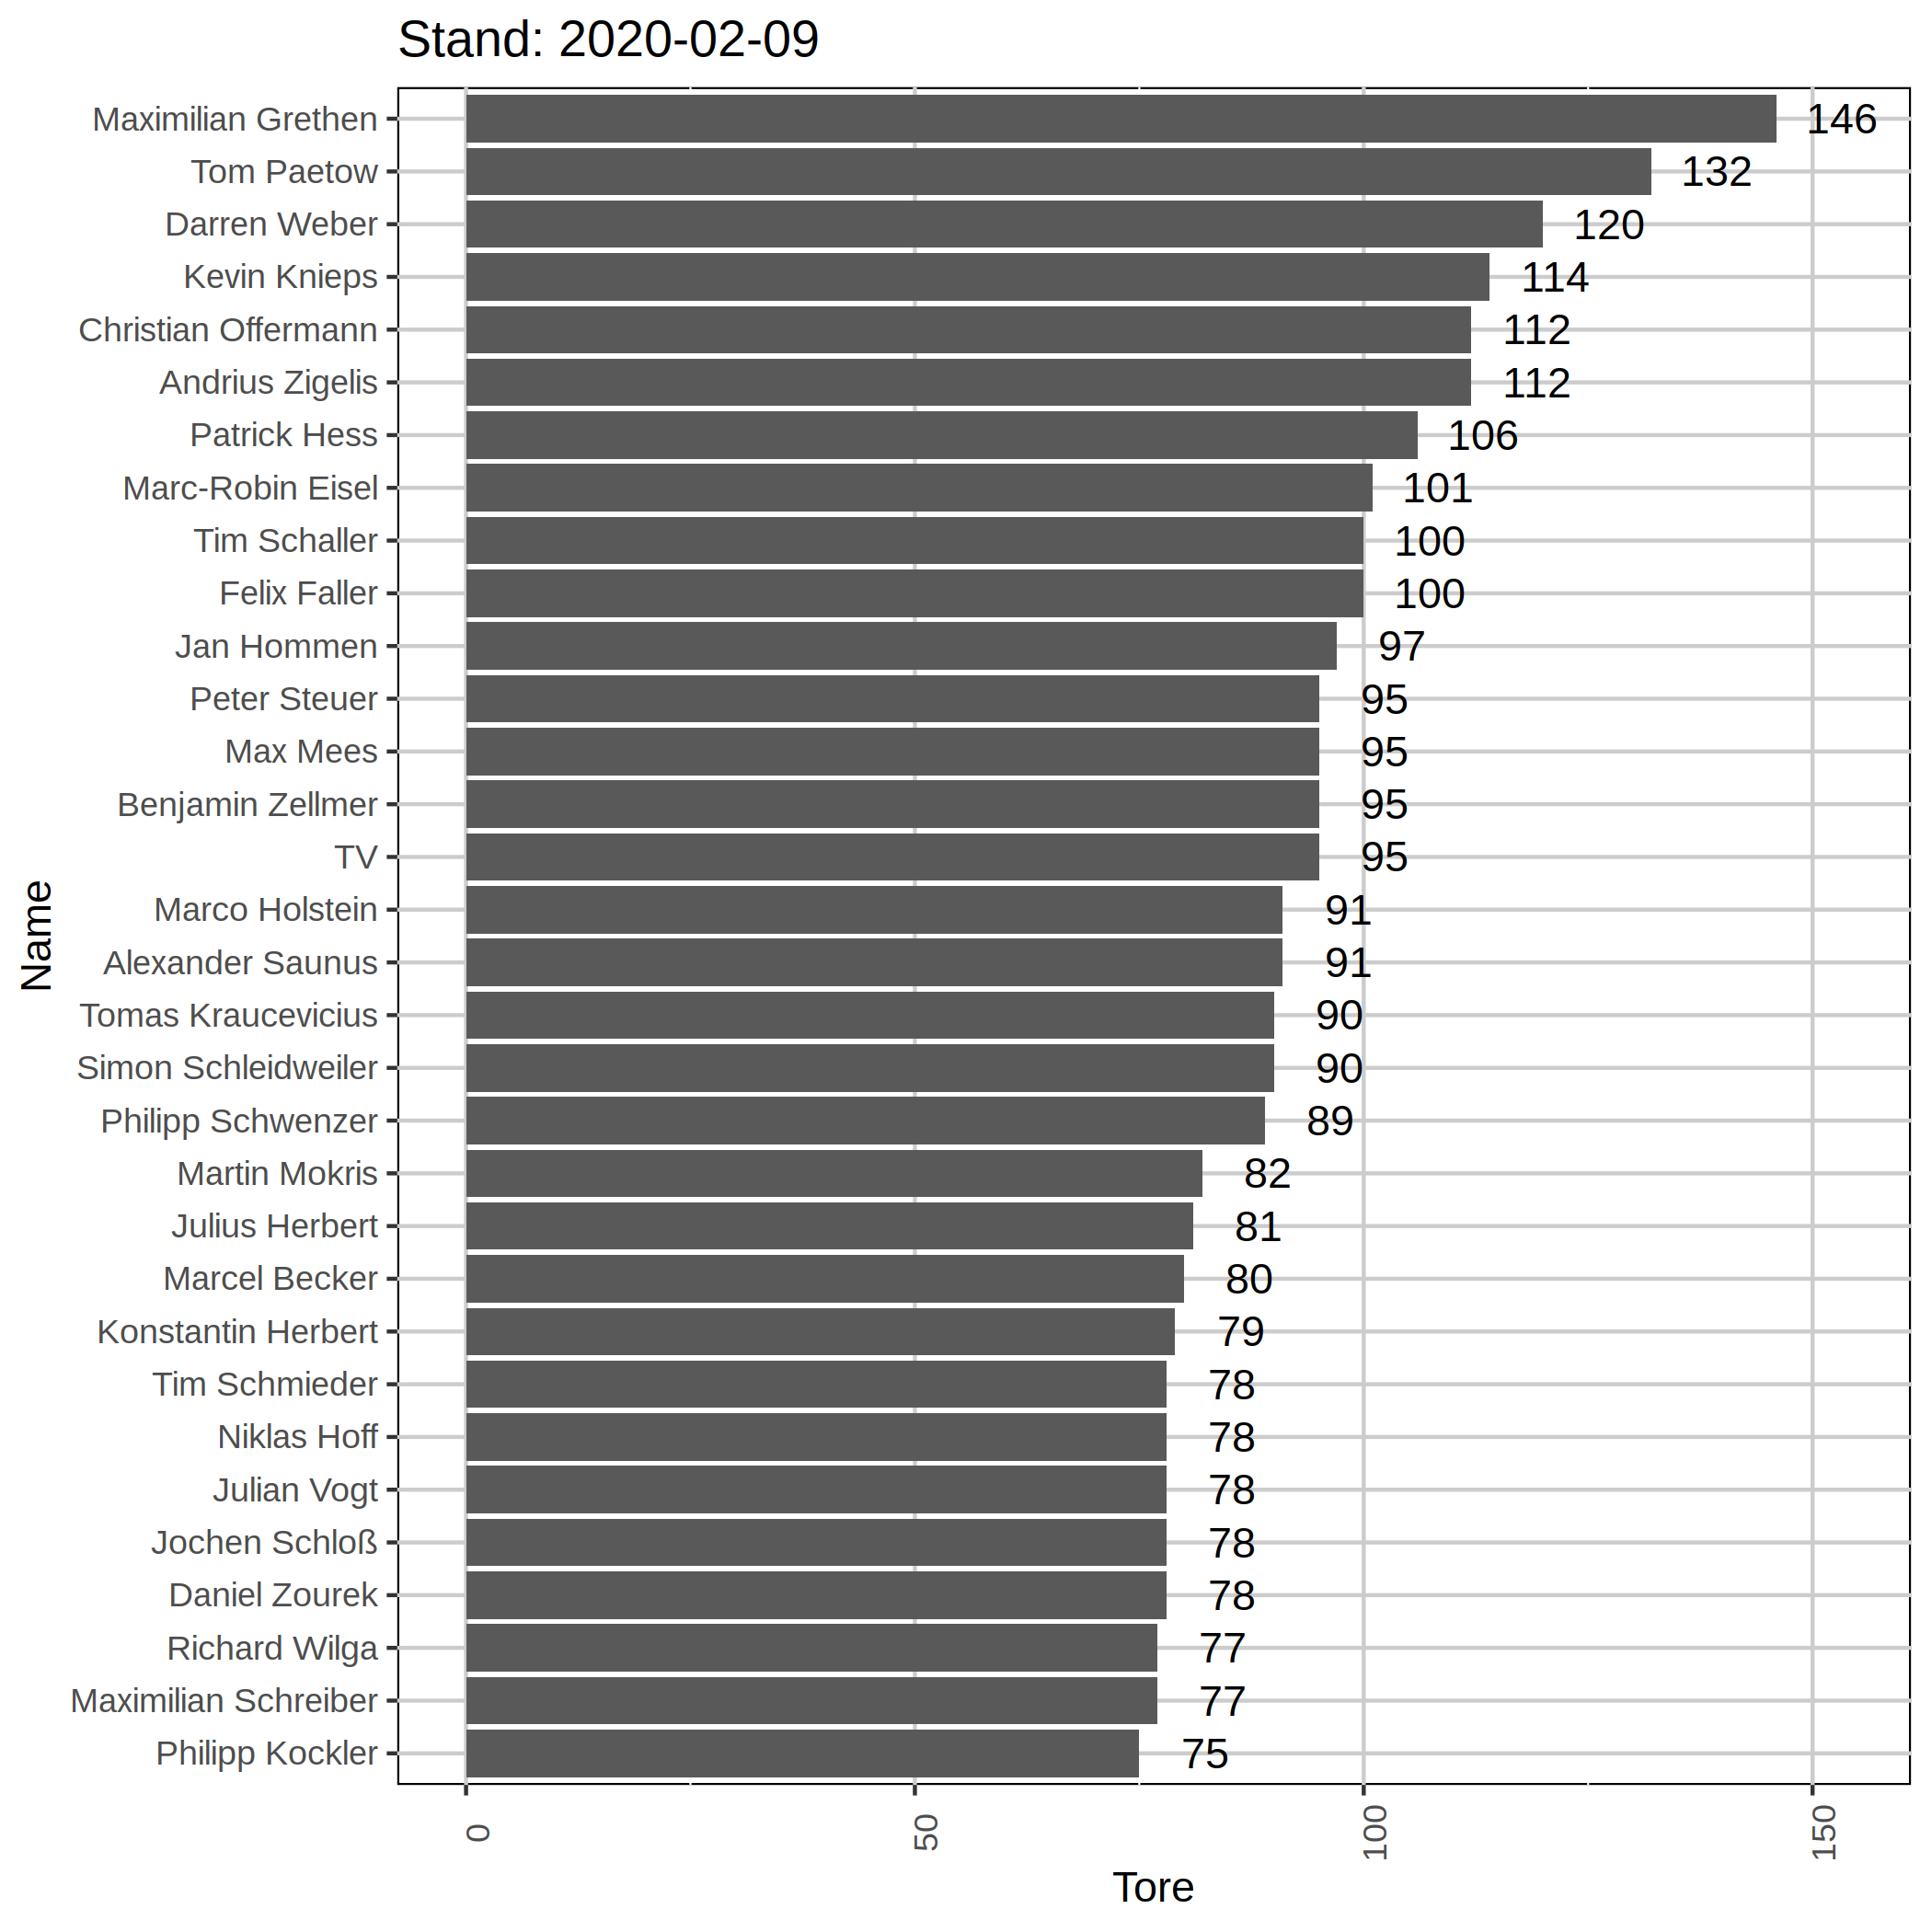 Stand: 2020-02-09
Maximilian Grethen 146
Tom Paetow 132
Darren Weber 120
Kevin Knieps 114
Christian Offermann 112
Andrius Zigelis 112
Patrick Hess 106
Marc-Robin Eisel 101
Tim Schaller 100
Felix Faller 100
Jan Hommen 97
Peter Steuer 95
Max Mees 95
Benjamin Zellmer 95
TV 95
Marco Holstein 91
Alexander Saunus 91
Tomas Kraucevicius 90
Simon Schleidweiler 90
Philipp Schwenzer 89
Martin Mokris 82
Julius Herbert 81
Marcel Becker 80
Konstantin Herbert 79
Tim Schmieder 78
Niklas Hoff 78
Julian Vogt 78
Jochen Schloß 78
Daniel Zourek 78
Richard Wilga 77
Maximilian Schreiber 77
Philipp Kockler 75
Name
0 50 100 150
Tore